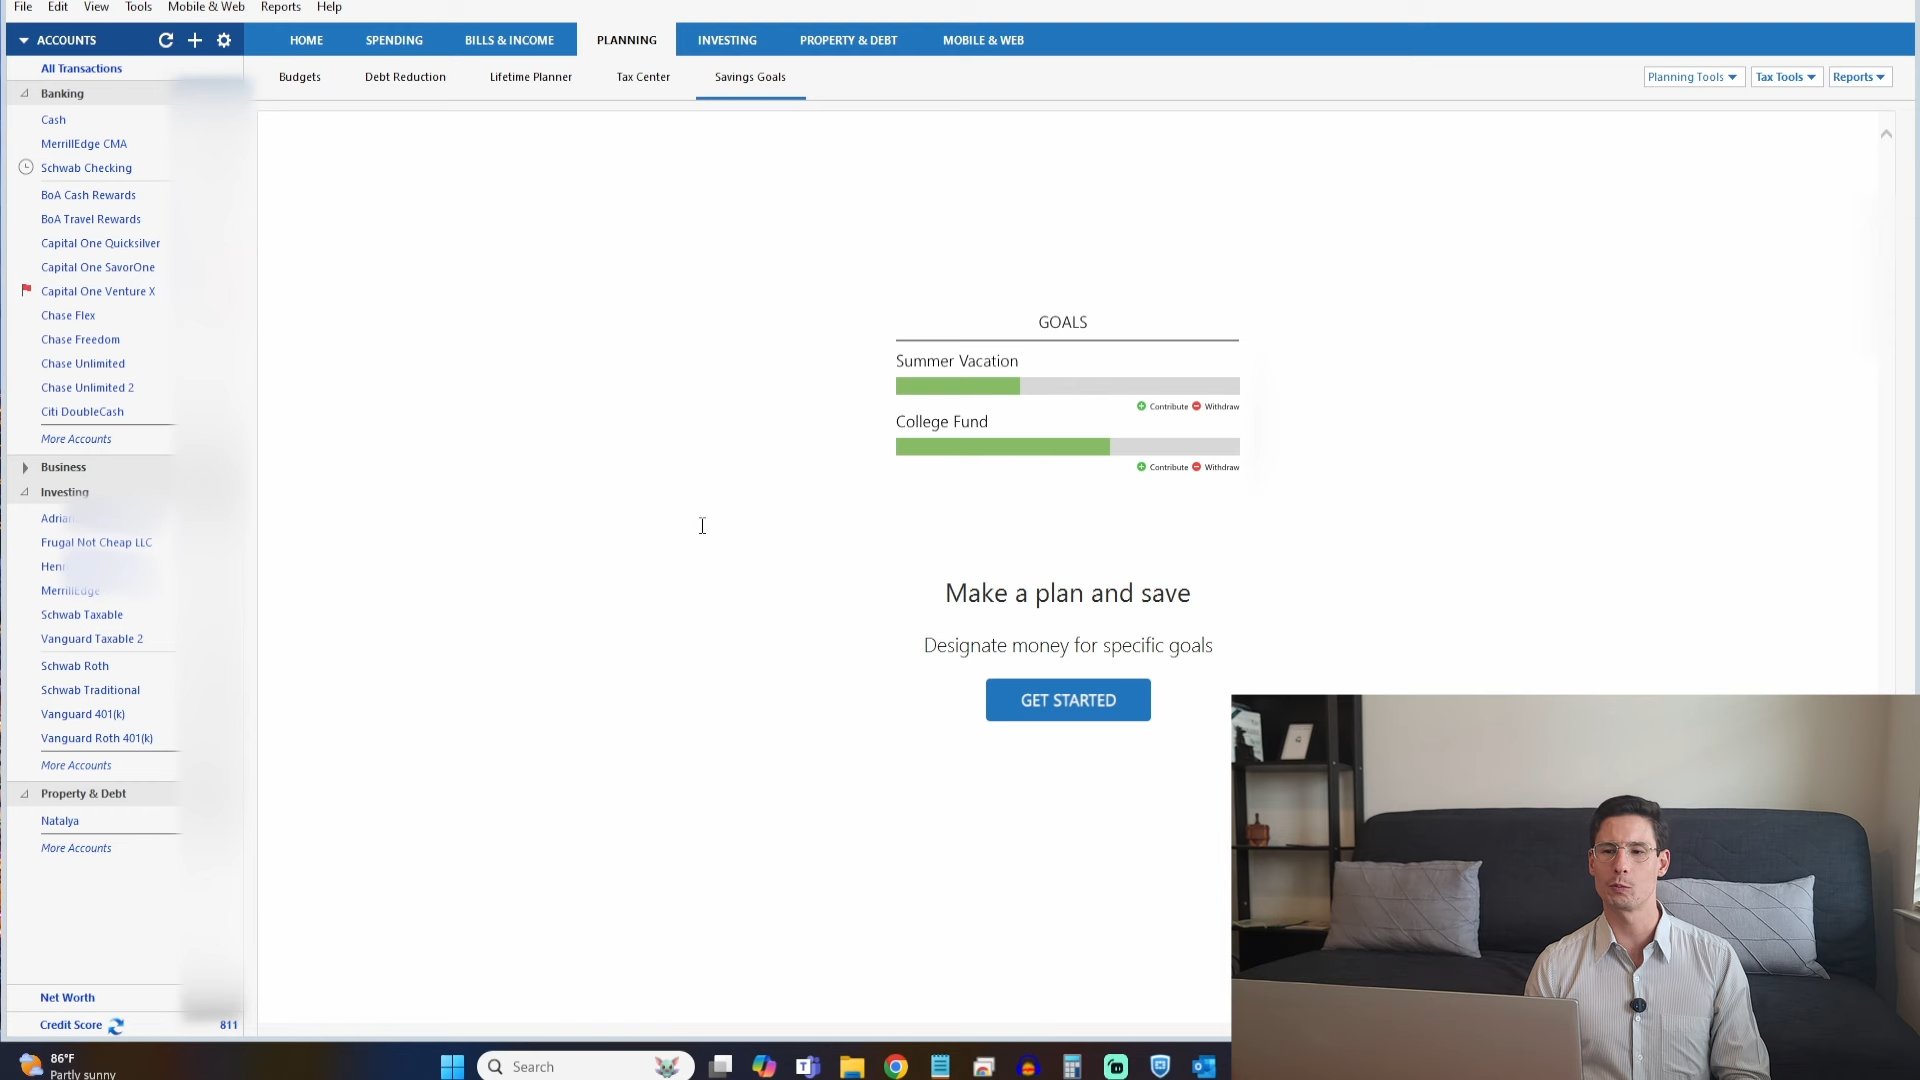 File Edit View Tools Mobile & Web Reports Help
ACCOUNTS
HOME SPENDING BILLS & INCOME PLANNING INVESTING PROPERTY & DEBT MOBILE & WEB
All Transactions
Budgets Debt Reduction Lifetime Planner Tax Center Savings Goals
Planning Tools Tax Tools Reports
Banking
Cash
MerrillEdge CMA
Schwab Checking
BoA Cash Rewards
BoA Travel Rewards
Capital One Quicksilver
Capital One SavorOne
Capital One Venture X
Chase Flex
Chase Freedom
Chase Unlimited
Chase Unlimited 2
Citi DoubleCash
More Accounts
Business
Investing
Frugal Not Cheap LLC
MerrillEdge
Schwab Taxable
Vanguard Taxable 2
Schwab Roth
Schwab Traditional
Vanguard 401(k)
Vanguard Roth 401(k)
More Accounts
Property & Debt
Natalya
More Accounts
Net Worth
Credit Score 811
GOALS
Summer Vacation
Contribute Withdraw
College Fund
Contribute Withdraw
Make a plan and save
Designate money for specific goals
GET STARTED
86°F
Partly sunny
Search